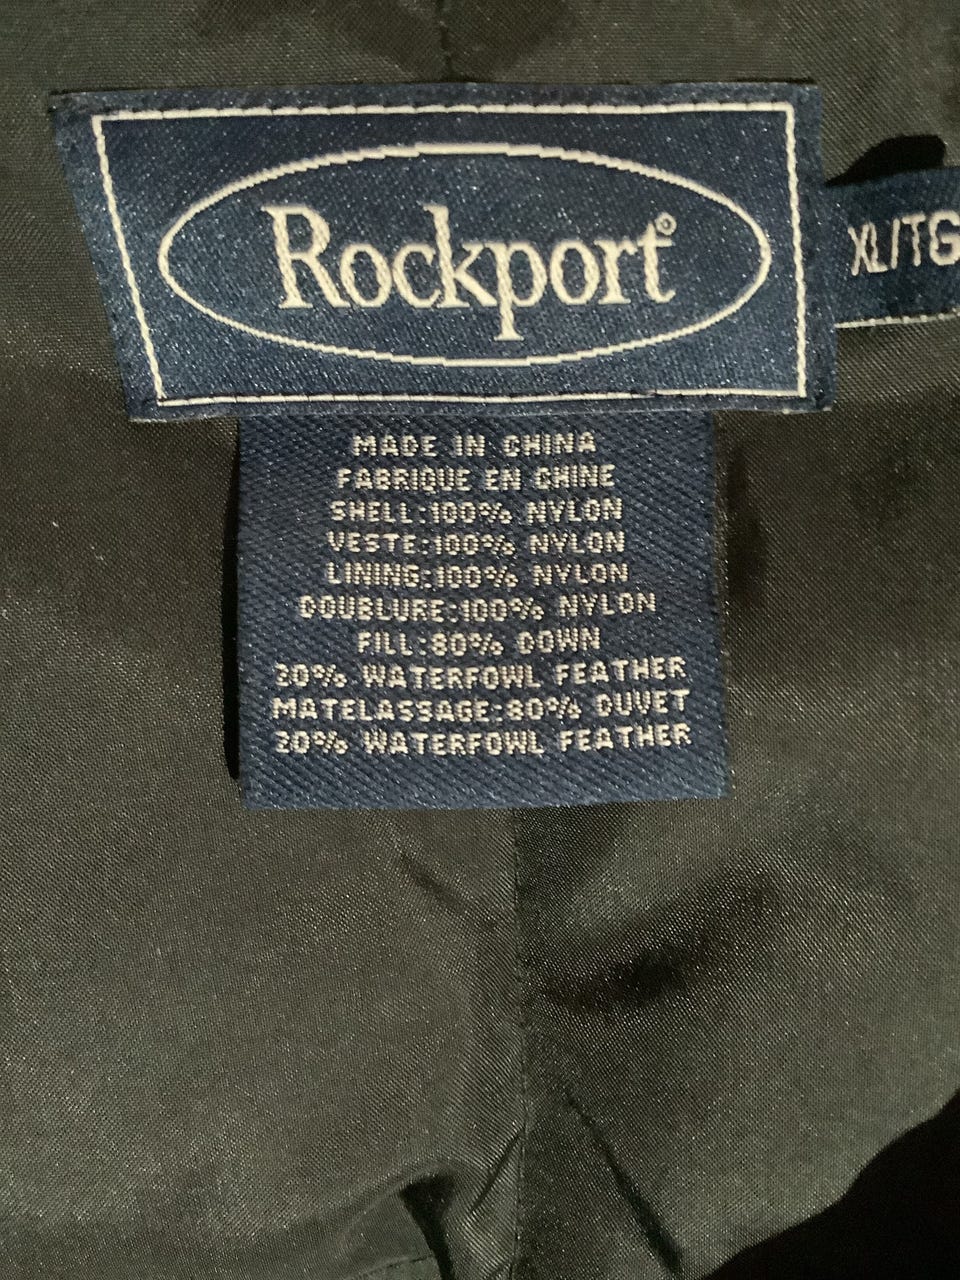 Rockport®
XL/TG
MADE IN CHINA
FABRIQUE EN CHINE
SHELL:100% NYLON
VESTE:100% NYLON
LINING:100% NYLON
DOUBLURE:100% NYLON
FILL:80% DOWN
20% WATERFOWL FEATHER
MATELASSAGE:80% DUVET
20% WATERFOWL FEATHER